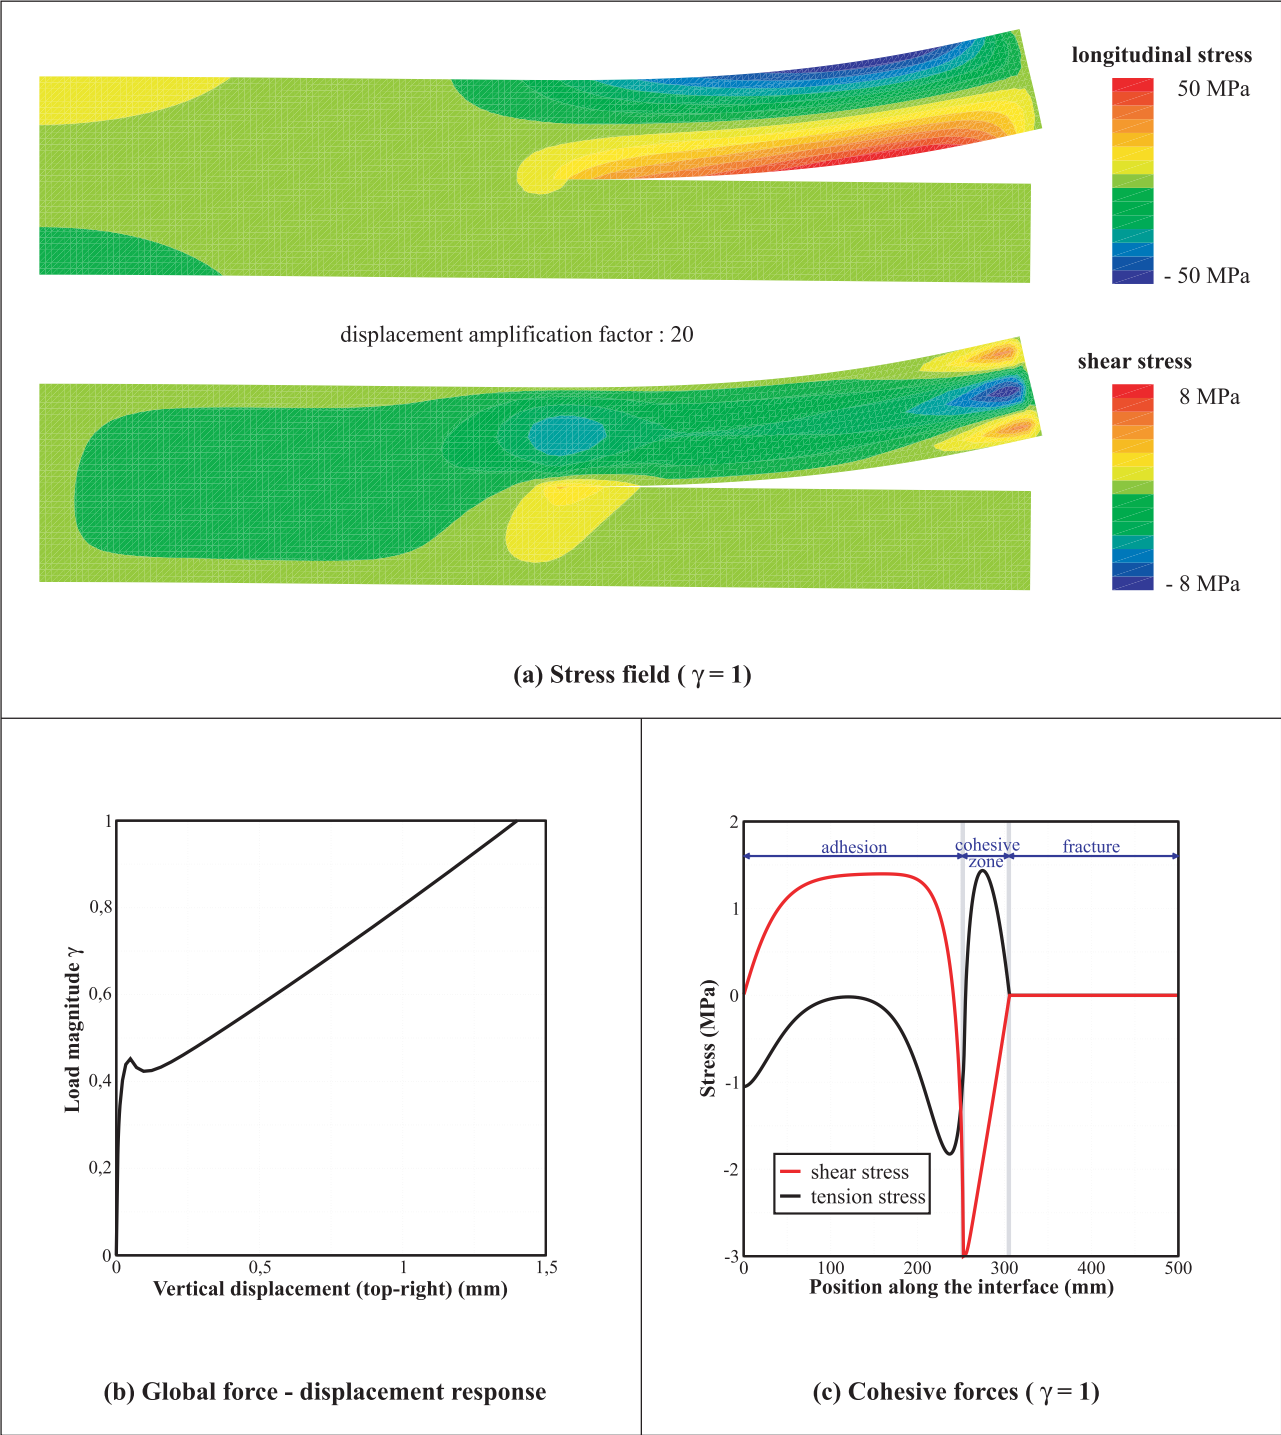 longitudinal stress
50 MPa
- 50 MPa
displacement amplification factor : 20
shear stress
8 MPa
- 8 MPa
(a) Stress field ( γ = 1)
1
0,8
0,6
0,4
0,2
0
Load magnitude γ
0
0,5
1
1,5
Vertical displacement (top-right) (mm)
(b) Global force - displacement response
2
1
0
-1
-2
-3
Stress (MPa)
adhesion
cohesive
zone
fracture
shear stress
tension stress
0
100
200
300
400
500
Position along the interface (mm)
(c) Cohesive forces ( γ = 1)